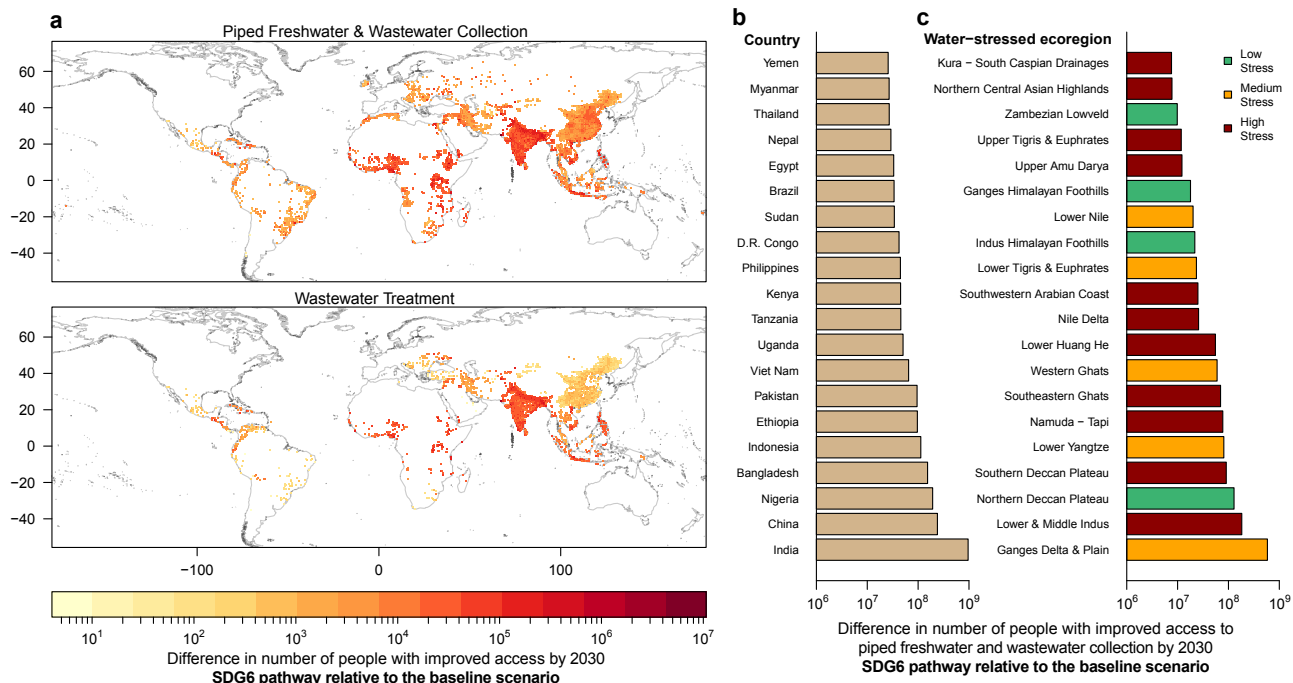 a
Piped Freshwater & Wastewater Collection
60
40
20
0
−20
−40
Wastewater Treatment
60
40
20
0
−20
−40
−100
0
100
10^1
10^2
10^3
10^4
10^5
10^6
10^7
Difference in number of people with improved access by 2030
SDG6 pathway relative to the baseline scenario
b
Country
Yemen
Myanmar
Thailand
Nepal
Egypt
Brazil
Sudan
D.R. Congo
Philippines
Kenya
Tanzania
Uganda
Viet Nam
Pakistan
Ethiopia
Indonesia
Bangladesh
Nigeria
China
India
10^6
10^7
10^8
10^9
c
Water−stressed ecoregion
Kura − South Caspian Drainages
Northern Central Asian Highlands
Zambezian Lowveld
Upper Tigris & Euphrates
Upper Amu Darya
Ganges Himalayan Foothills
Lower Nile
Indus Himalayan Foothills
Lower Tigris & Euphrates
Southwestern Arabian Coast
Nile Delta
Lower Huang He
Western Ghats
Southeastern Ghats
Namuda − Tapi
Lower Yangtze
Southern Deccan Plateau
Northern Deccan Plateau
Lower & Middle Indus
Ganges Delta & Plain
10^6
10^7
10^8
10^9
Low
Stress
Medium
Stress
High
Stress
Difference in number of people with improved access to
piped freshwater and wastewater collection by 2030
SDG6 pathway relative to the baseline scenario